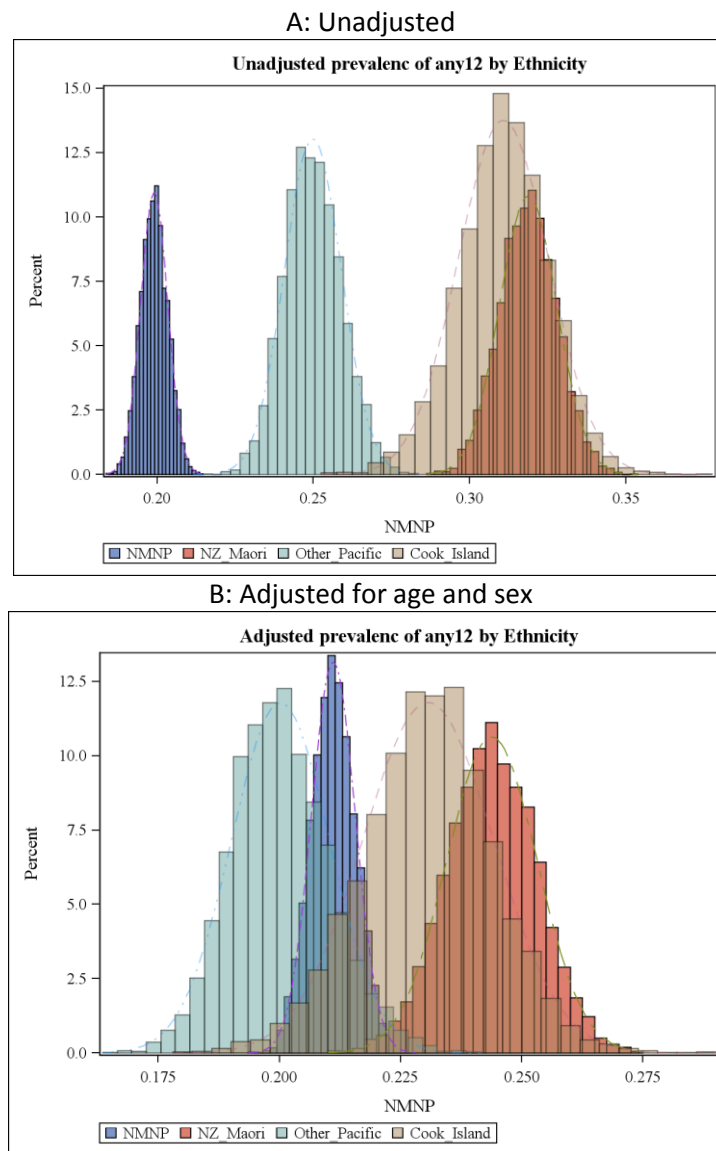 A: Unadjusted
Unadjusted prevalenc of any12 by Ethnicity
15.0
12.5
10.0
7.5
5.0
2.5
0.0
Percent
0.20 0.25 0.30 0.35
NMNP
NMNP NZ_Maori Other_Pacific Cook_Island
B: Adjusted for age and sex
Adjusted prevalenc of any12 by Ethnicity
12.5
10.0
7.5
5.0
2.5
0.0
Percent
0.175 0.200 0.225 0.250 0.275
NMNP
NMNP NZ_Maori Other_Pacific Cook_Island